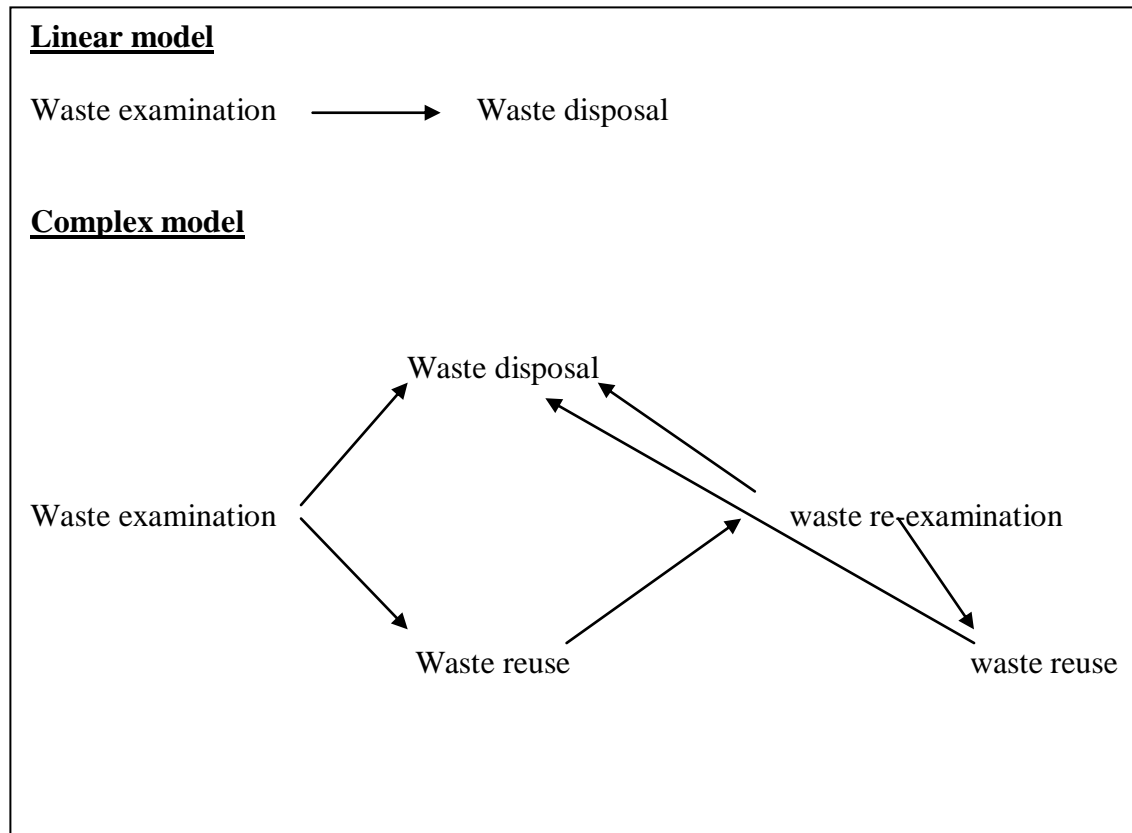 Linear model
Waste examination Waste disposal
Complex model
Waste disposal
Waste examination waste re-examination
Waste reuse waste reuse